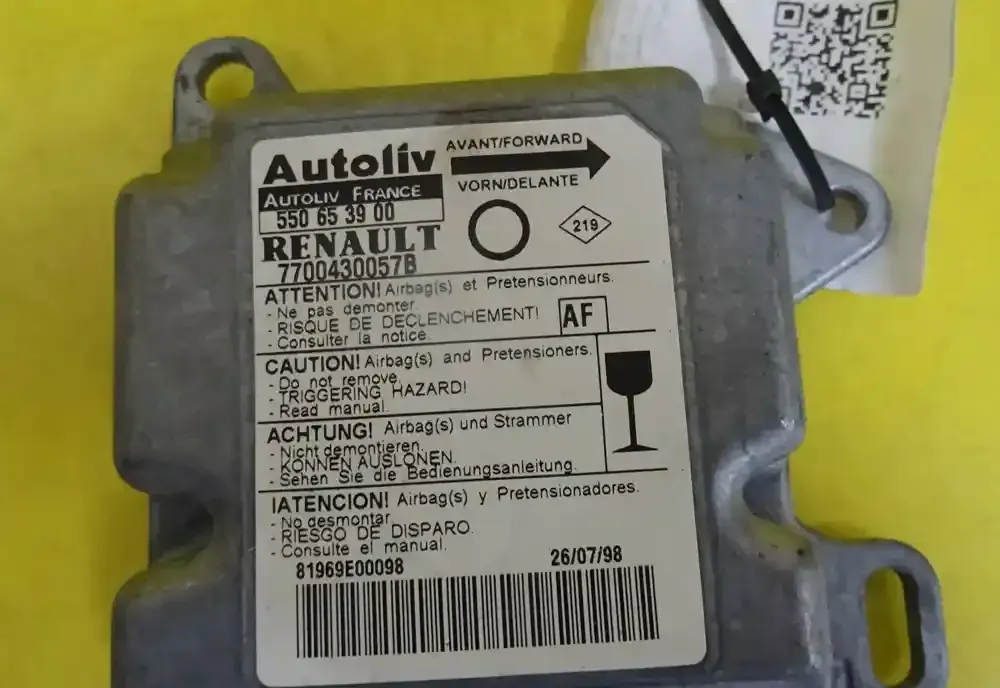 Autoliv
AVANT/FORWARD
AUTOLIV FRANCE
VORN/DELANTE
550 65 39 00
219
RENAULT
7700430057B
ATTENTION! Airbag(s) et Pretensionneurs.
- Ne pas demonter.
- RISQUE DE DECLENCHEMENT!
- Consulter la notice.
AF
CAUTION! Airbag(s) and Pretensioners.
- Do not remove.
- TRIGGERING HAZARD!
- Read manual.
ACHTUNG! Airbag(s) und Strammer
- Nicht demontieren.
- KONNEN AUSLONEN.
- Sehen Sie die Bedienungsanleitung.
IATENCION! Airbag(s) y Pretensionadores.
- No desmontar.
- RIESGO DE DISPARO.
- Consulte el manual.
81969E00098
26/07/98